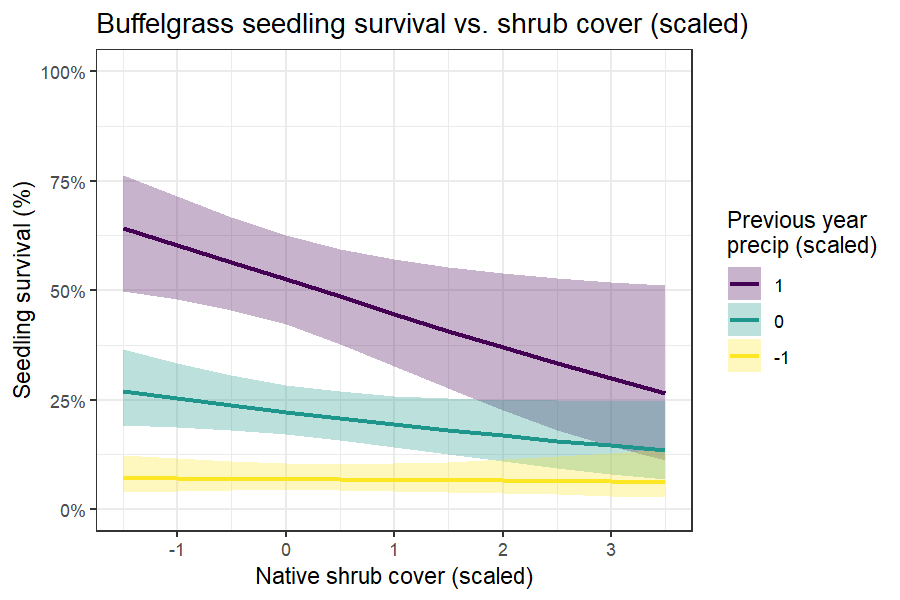 Buffelgrass seedling survival vs. shrub cover (scaled)
Seedling survival (%)
100%
75%
50%
25%
0%
-1
0
1
2
3
Native shrub cover (scaled)
Previous year
precip (scaled)
1
0
-1